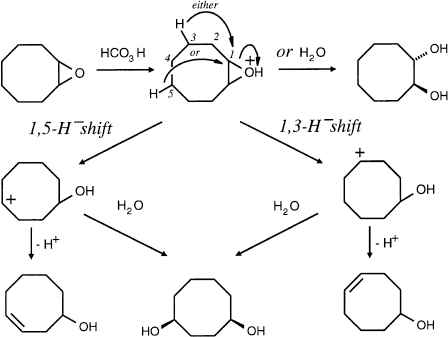 either
H
HCO₃H
3
2
1
+
or
OH
4
H
5
O
or H₂O
OH
OH
1,5-H⁻shift
1,3-H⁻shift
+
OH
H₂O
H₂O
+
OH
- H⁺
- H⁺
OH
HO
OH
OH